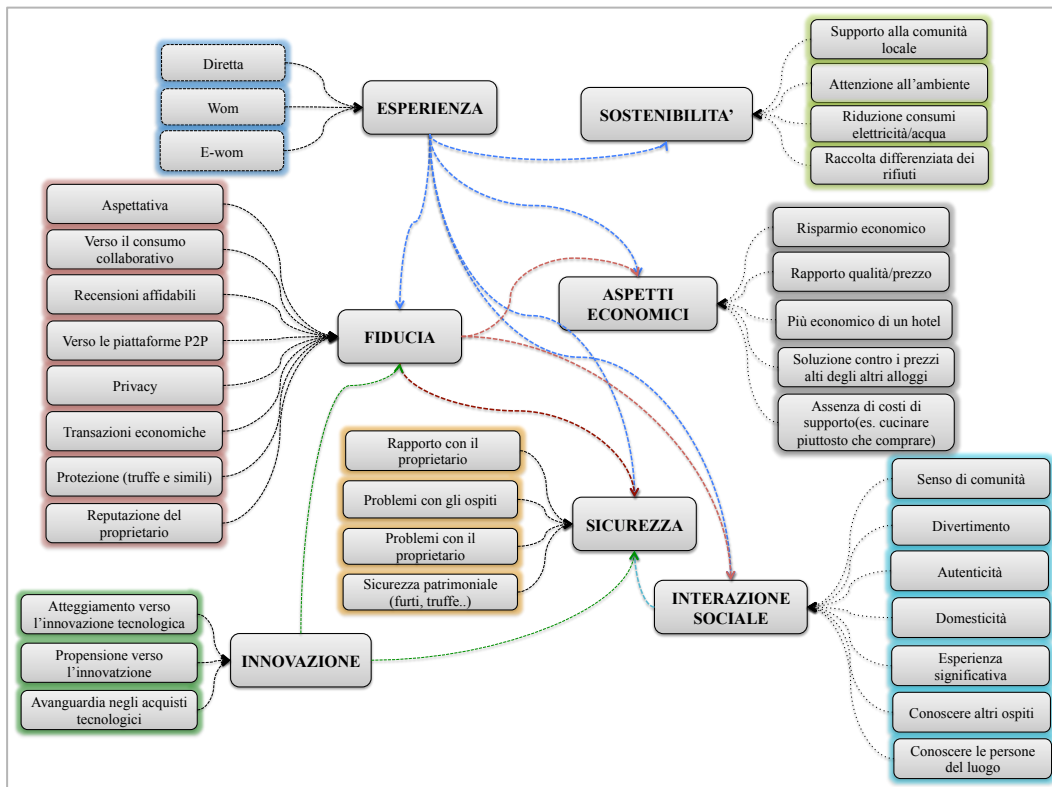 Diretta
Wom
E-wom
ESPERIENZA
SOSTENIBILITA'
Supporto alla comunità
locale
Attenzione all'ambiente
Riduzione consumi
elettricità/acqua
Raccolta differenziata dei
rifiuti
Aspettativa
Verso il consumo
collaborativo
Recensioni affidabili
Verso le piattaforme P2P
Privacy
Transazioni economiche
Protezione (truffe e simili)
Reputazione del
proprietario
FIDUCIA
ASPETTI
ECONOMICI
Risparmio economico
Rapporto qualità/prezzo
Più economico di un hotel
Soluzione contro i prezzi
alti degli altri alloggi
Assenza di costi di
supporto(es. cucinare
piuttosto che comprare)
Rapporto con il
proprietario
Problemi con gli ospiti
Problemi con il
proprietario
Sicurezza patrimoniale
(furti, truffe..)
SICUREZZA
Atteggiamento verso
l'innovazione tecnologica
Propensione verso
l'innovatzione
Avanguardia negli acquisti
tecnologici
INNOVAZIONE
INTERAZIONE
SOCIALE
Senso di comunità
Divertimento
Autenticità
Domesticità
Esperienza
significativa
Conoscere altri ospiti
Conoscere le persone
del luogo